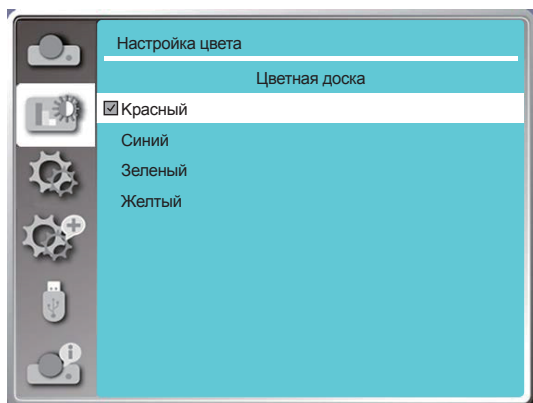 Настройка цвета
Цветная доска
Красный
Синий
Зеленый
Желтый